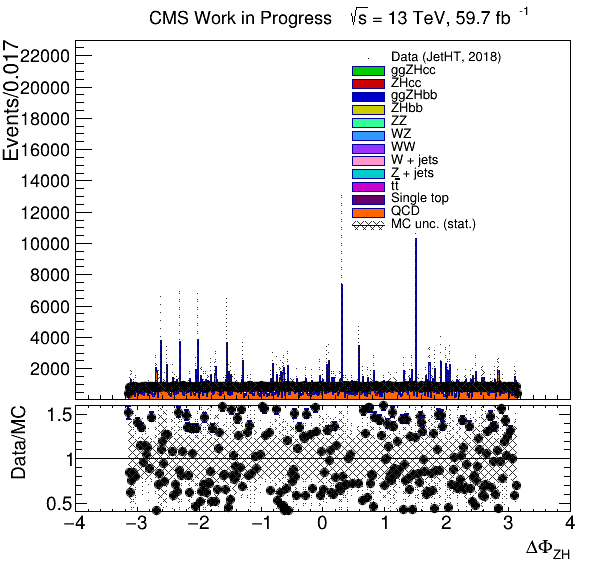 CMS Work in Progress √s = 13 TeV, 59.7 fb⁻¹
Events/0.017
22000
20000
18000
16000
14000
12000
10000
8000
6000
4000
2000
Data (JetHT, 2018)
ggZHcc
ZHcc
ggZHbb
ZHbb
ZZ
WZ
WW
W + jets
Z + jets
tt̄
Single top
QCD
MC unc. (stat.)
Data/MC
1.5
1
0.5
−4 −3 −2 −1 0 1 2 3 4
ΔΦ_ZH